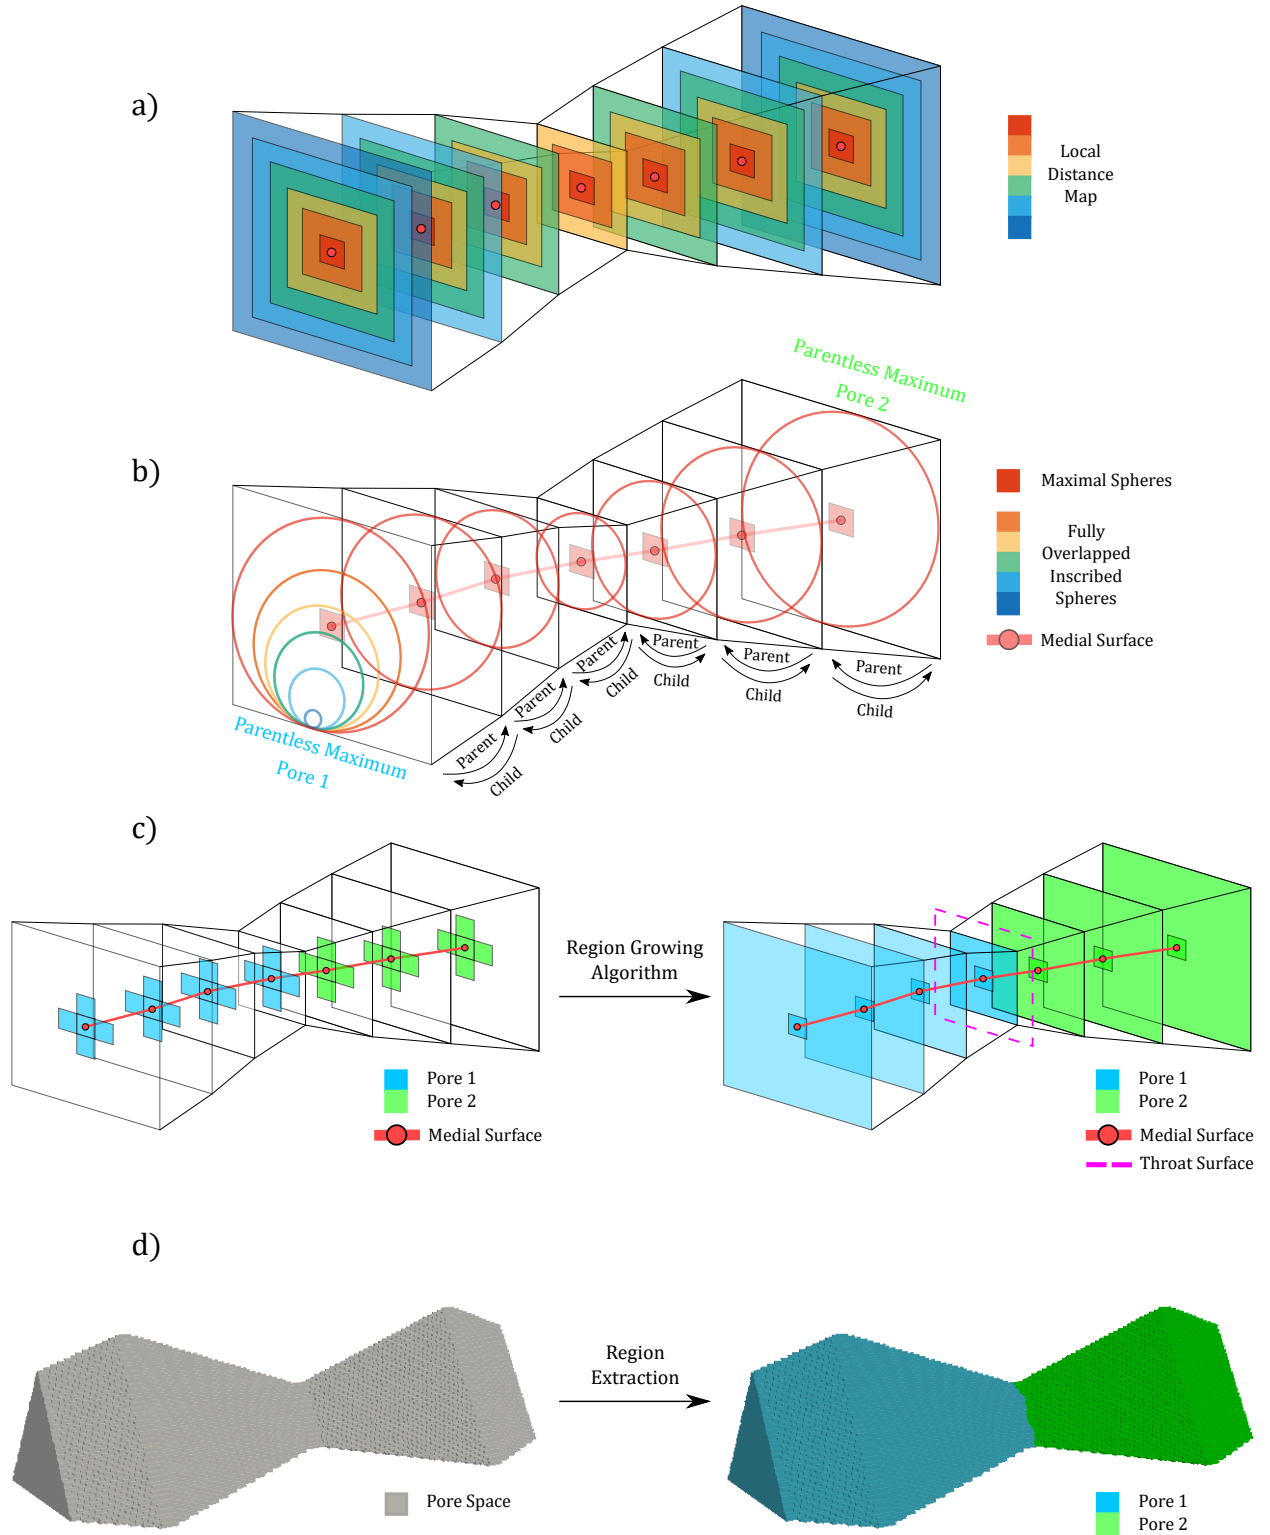 a)
Local
Distance
Map
Parentless Maximum
Pore 2
b)
Maximal Spheres
Fully
Overlapped
Inscribed
Spheres
Medial Surface
Parent
Child
Parent
Child
Parent
Child
Parent
Child
Parent
Child
Parent
Child
Parentless Maximum
Pore 1
c)
Region Growing
Algorithm
Pore 1
Pore 2
Medial Surface
Pore 1
Pore 2
Medial Surface
Throat Surface
d)
Region
Extraction
Pore Space
Pore 1
Pore 2